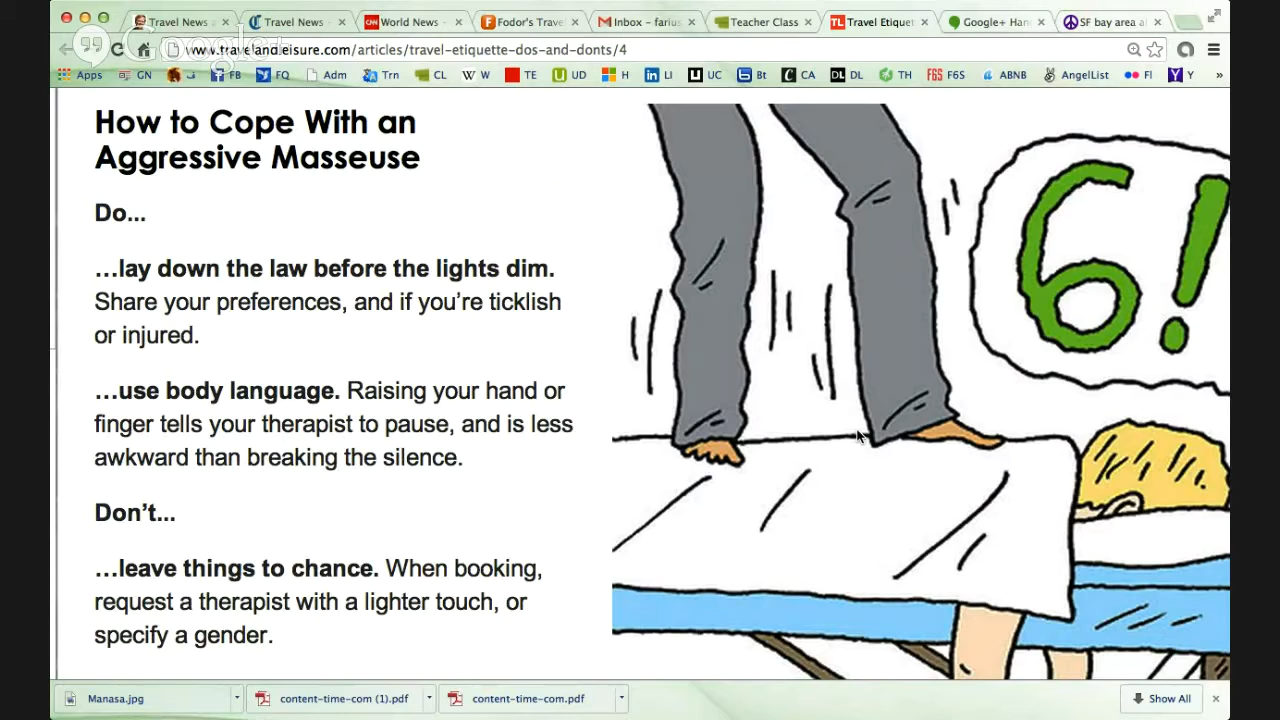 Travel News a
Travel News -
World News -
Fodor's Trave
Inbox - farius
Teacher Class
Travel Etiquet
Google+ Han
SF bay area a
Google+
www.travelandleisure.com/articles/travel-etiquette-dos-and-donts/4
Apps GN ف FB FQ Adm Trn CL W TE UD H LI UC Bt CA DL TH F6S ABNB AngelList Fl Y »
How to Cope With an
Aggressive Masseuse
Do...
...lay down the law before the lights dim.
Share your preferences, and if you're ticklish
or injured.
...use body language. Raising your hand or
finger tells your therapist to pause, and is less
awkward than breaking the silence.
Don't...
...leave things to chance. When booking,
request a therapist with a lighter touch, or
specify a gender.
6!
Manasa.jpg
content-time-com (1).pdf
content-time-com.pdf
Show All